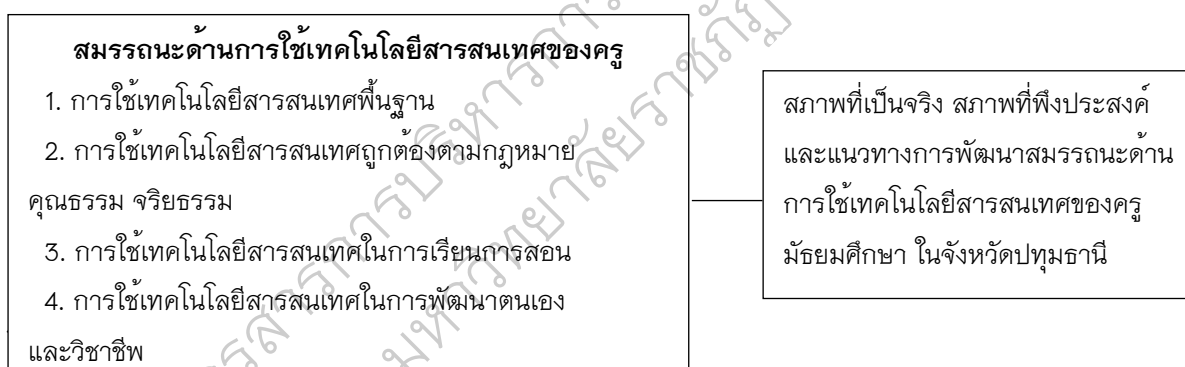 สมรรถนะด้านการใช้เทคโนโลยีสารสนเทศของครู
1. การใช้เทคโนโลยีสารสนเทศพื้นฐาน
2. การใช้เทคโนโลยีสารสนเทศถูกต้องตามกฎหมาย
คุณธรรม จริยธรรม
3. การใช้เทคโนโลยีสารสนเทศในการเรียนการสอน
4. การใช้เทคโนโลยีสารสนเทศในการพัฒนาตนเอง
และวิชาชีพ
สภาพที่เป็นจริง สภาพที่พึงประสงค์
และแนวทางการพัฒนาสมรรถนะด้าน
การใช้เทคโนโลยีสารสนเทศของครู
มัธยมศึกษา ในจังหวัดปทุมธานี